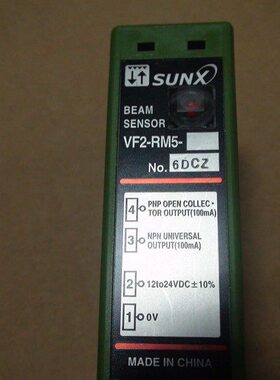 SUNX
BEAM
SENSOR
VF2-RM5-
No. 6DCZ
4 PNP OPEN COLLEC-
TOR OUTPUT(100mA)
3 NPN UNIVERSAL
OUTPUT(100mA)
2 12to24VDC±10%
1 0V
MADE IN CHINA